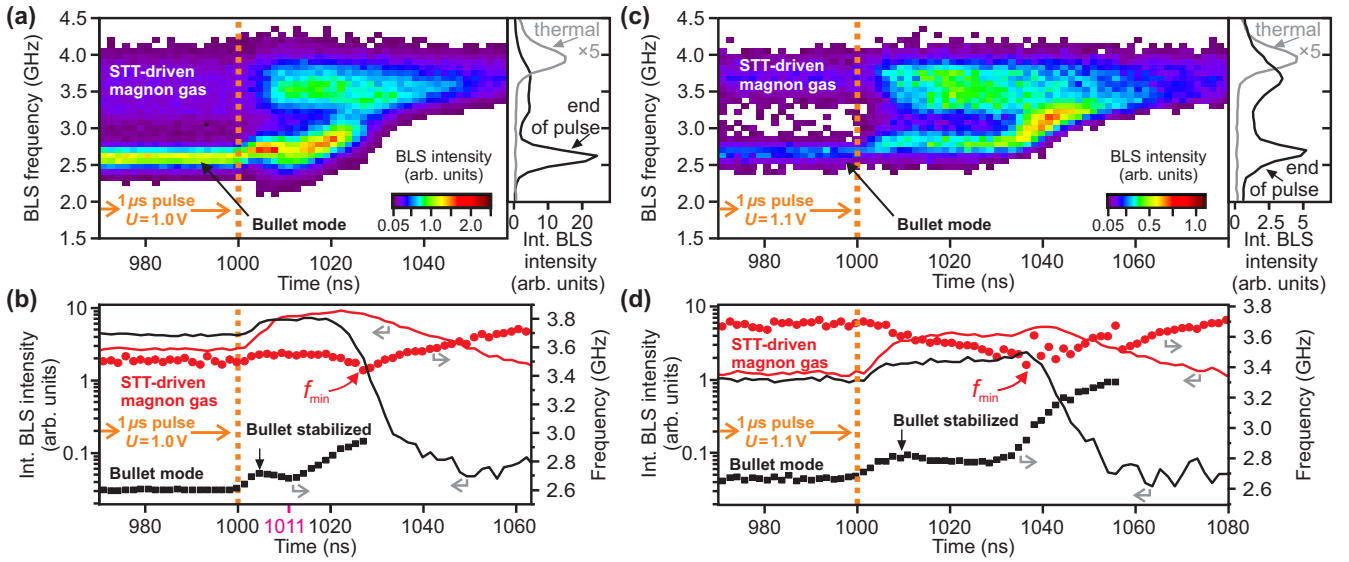 (a)
4.5
4.0
3.5
3.0
2.5
2.0
1.5
BLS frequency (GHz)
STT-driven
magnon gas
1 µs pulse
U = 1.0 V
Bullet mode
BLS intensity
(arb. units)
0.05 1.0 2.0
980 1000 1020 1040
Time (ns)
thermal
×5
end
of pulse
0 10 20
Int. BLS
intensity
(arb. units)
(c)
4.5
4.0
3.5
3.0
2.5
2.0
1.5
BLS frequency (GHz)
STT-driven
magnon gas
1 µs pulse
U = 1.1 V
Bullet mode
BLS intensity
(arb. units)
0.05 0.5 1.0
980 1000 1020 1040 1060
Time (ns)
thermal
×5
end
of pulse
0 2.5 5
Int. BLS
intensity
(arb. units)
(b)
10
1
0.1
Int. BLS intensity
(arb. units)
STT-driven
magnon gas
fmin
1 µs pulse
U = 1.0 V
Bullet stabilized
Bullet mode
3.8
3.6
3.4
3.2
3.0
2.8
2.6
Frequency (GHz)
980 1000 1011 1020 1040 1060
Time (ns)
(d)
10
1
0.1
Int. BLS intensity
(arb. units)
STT-driven
magnon gas
fmin
1 µs pulse
U = 1.1 V
Bullet stabilized
Bullet mode
3.8
3.6
3.4
3.2
3.0
2.8
2.6
Frequency (GHz)
980 1000 1020 1040 1060 1080
Time (ns)